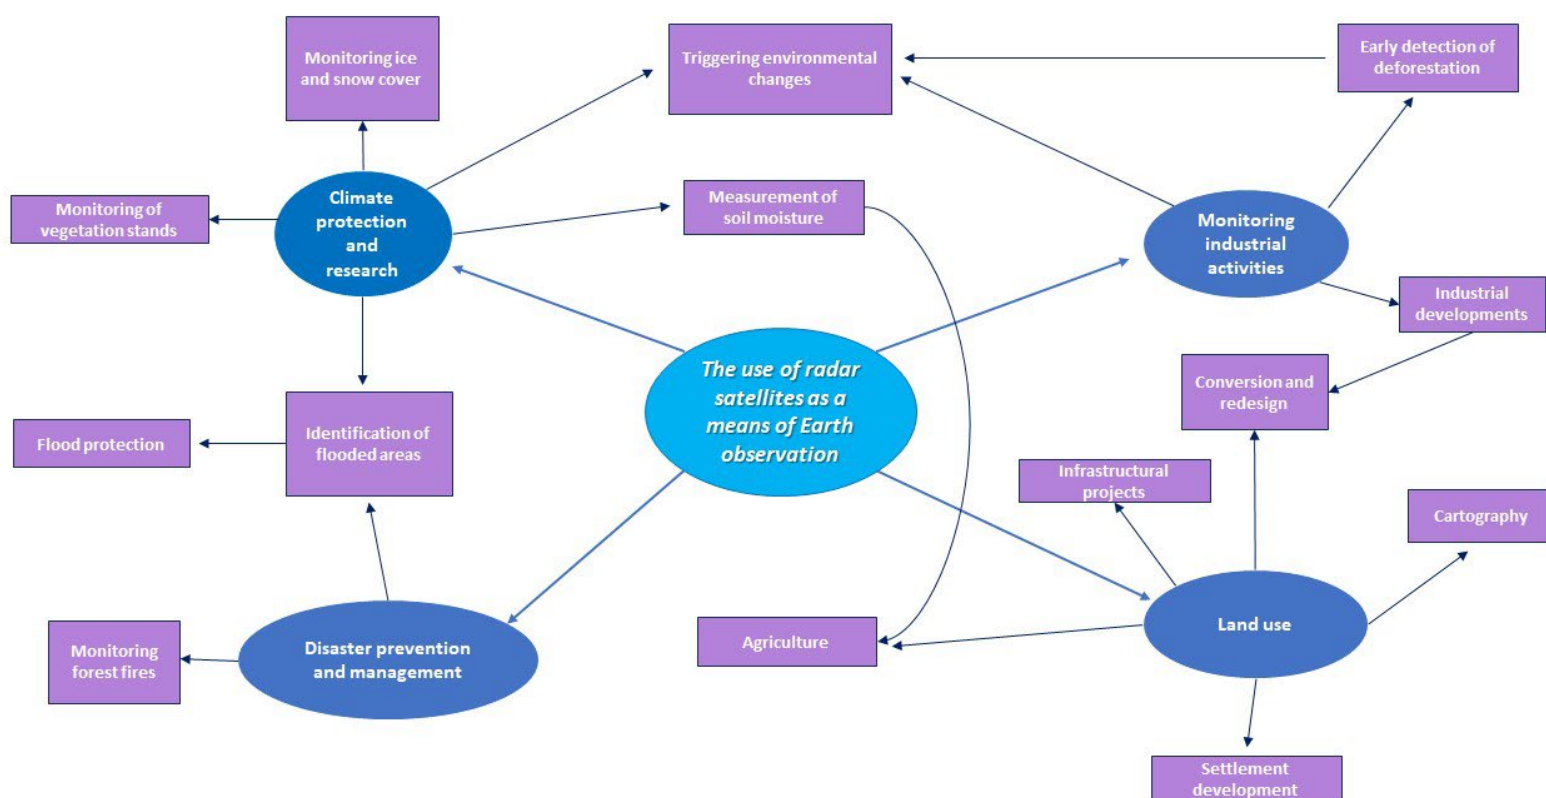 Monitoring ice
and snow cover
Triggering environmental
changes
Early detection of
deforestation
Monitoring of
vegetation stands
Climate
protection
and
research
Measurement of
soil moisture
Monitoring
industrial
activities
Industrial
developments
The use of radar
satellites as a
means of Earth
observation
Conversion and
redesign
Flood protection
Identification of
flooded areas
Infrastructural
projects
Cartography
Monitoring
forest fires
Disaster prevention
and management
Agriculture
Land use
Settlement
development